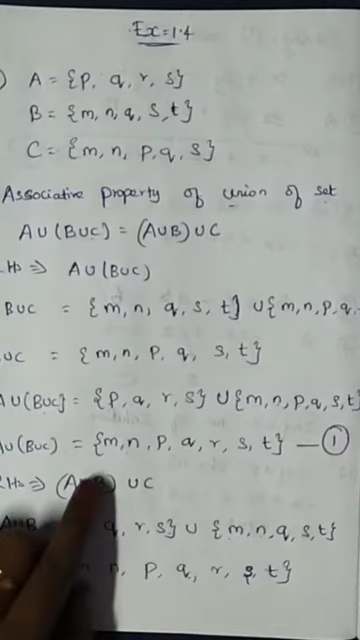 Ex=1.4
) A = {p, q, r, s}
B = {m, n, q, s, t}
C = {m, n, p, q, s}
Associative property of union of set
A∪(B∪C) = (A∪B)∪C
LHS ⇒ A∪(B∪C)
B∪C = {m, n, q, s, t} ∪ {m, n, p, q,
∪C = {m, n, p, q, s, t}
A∪(B∪C) = {p, q, r, s} ∪ {m, n, p, q, s, t}
A∪(B∪C) = {m, n, p, q, r, s, t} — ①
RHS ⇒ (A∪B) ∪C
A∪B q, r, s} ∪ {m, n, q, s, t}
n, p, q, r, s, t}